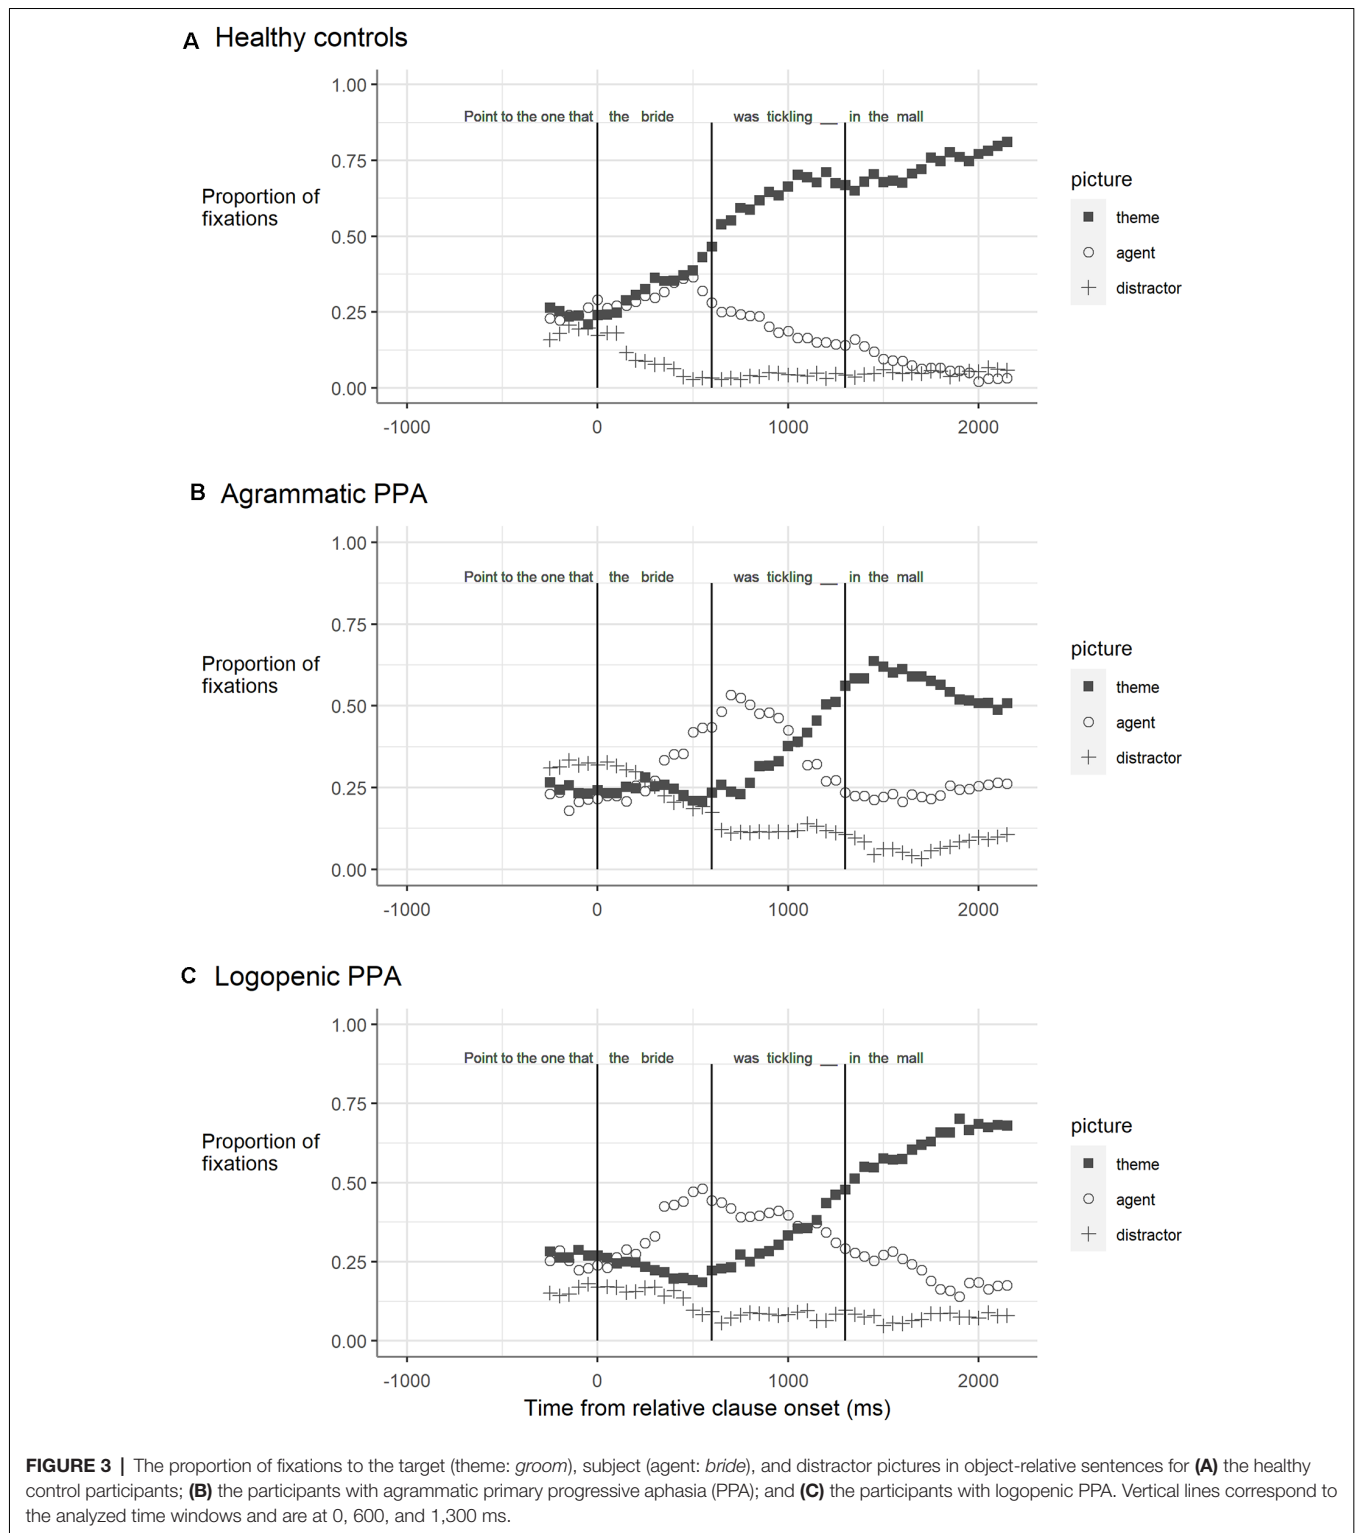 A Healthy controls
1.00
Point to the one that the bride was tickling __ in the mall
0.75
Proportion of
fixations
0.50
0.25
0.00
-1000 0 1000 2000
picture
theme
agent
distractor
B Agrammatic PPA
1.00
Point to the one that the bride was tickling __ in the mall
0.75
Proportion of
fixations
0.50
0.25
0.00
-1000 0 1000 2000
picture
theme
agent
distractor
C Logopenic PPA
1.00
Point to the one that the bride was tickling __ in the mall
0.75
Proportion of
fixations
0.50
0.25
0.00
-1000 0 1000 2000
Time from relative clause onset (ms)
picture
theme
agent
distractor
FIGURE 3 | The proportion of fixations to the target (theme: groom), subject (agent: bride), and distractor pictures in object-relative sentences for (A) the healthy
control participants; (B) the participants with agrammatic primary progressive aphasia (PPA); and (C) the participants with logopenic PPA. Vertical lines correspond to
the analyzed time windows and are at 0, 600, and 1,300 ms.